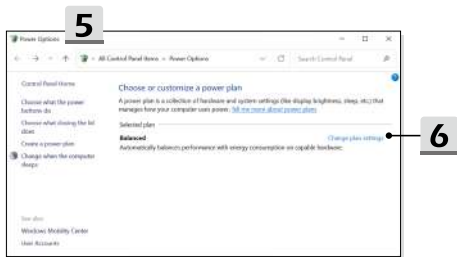 5
Power Options
All Control Panel Items > Power Options
Search Control Panel
Control Panel Home
Choose what the power
buttons do
Choose what closing the lid
does
Create a power plan
Change when the computer
sleeps
Choose or customize a power plan
A power plan is a collection of hardware and system settings (like display brightness, sleep, etc.) that
manages how your computer uses power. Tell me more about power plans.
Selected plan
Balanced
Change plan settings
6
Automatically balances performance with energy consumption on capable hardware.
See also
Windows Mobility Center
User Accounts